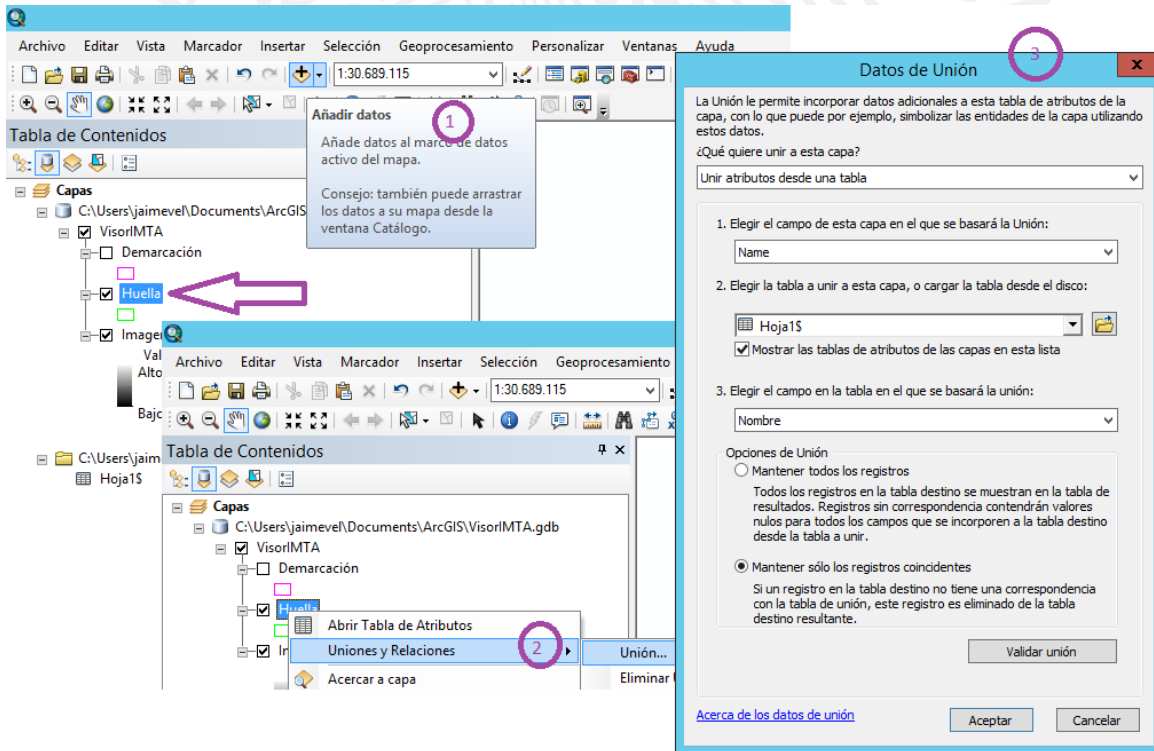 Archivo Editar Vista Marcador Insertar Selección Geoprocesamiento Personalizar Ventanas Ayuda
1:30.689.115
Tabla de Contenidos
Añadir datos
1
Añade datos al marco de datos
activo del mapa.
Consejo: también puede arrastrar
los datos a su mapa desde la
ventana Catálogo.
Capas
C:\Users\jaimevel\Documents\ArcGIS
VisorIMTA
Demarcación
Huella
Alto
C:\Users\jaim
Hoja1$
Archivo Editar Vista Marcador Insertar Selección Geoprocesamiento
1:30.689.115
Tabla de Contenidos
Capas
C:\Users\jaimevel\Documents\ArcGIS\VisorIMTA.gdb
VisorIMTA
Demarcación
Huella
Abrir Tabla de Atributos
Uniones y Relaciones
2
Unión...
Acercar a capa
Eliminar
3
Datos de Unión
x
La Unión le permite incorporar datos adicionales a esta tabla de atributos de la
capa, con lo que puede por ejemplo, simbolizar las entidades de la capa utilizando
estos datos.
¿Qué quiere unir a esta capa?
Unir atributos desde una tabla
1. Elegir el campo de esta capa en el que se basará la Unión:
Name
2. Elegir la tabla a unir a esta capa, o cargar la tabla desde el disco:
Hoja1$
Mostrar las tablas de atributos de las capas en esta lista
3. Elegir el campo en la tabla en el que se basará la unión:
Nombre
Opciones de Unión
Mantener todos los registros
Todos los registros en la tabla destino se muestran en la tabla de
resultados. Registros sin correspondencia contendrán valores
nulos para todos los campos que se incorporen a la tabla destino
desde la tabla a unir.
Mantener sólo los registros coincidentes
Si un registro en la tabla destino no tiene una correspondencia
con la tabla de unión, este registro es eliminado de la tabla
destino resultante.
Validar unión
Acerca de los datos de unión
Aceptar
Cancelar